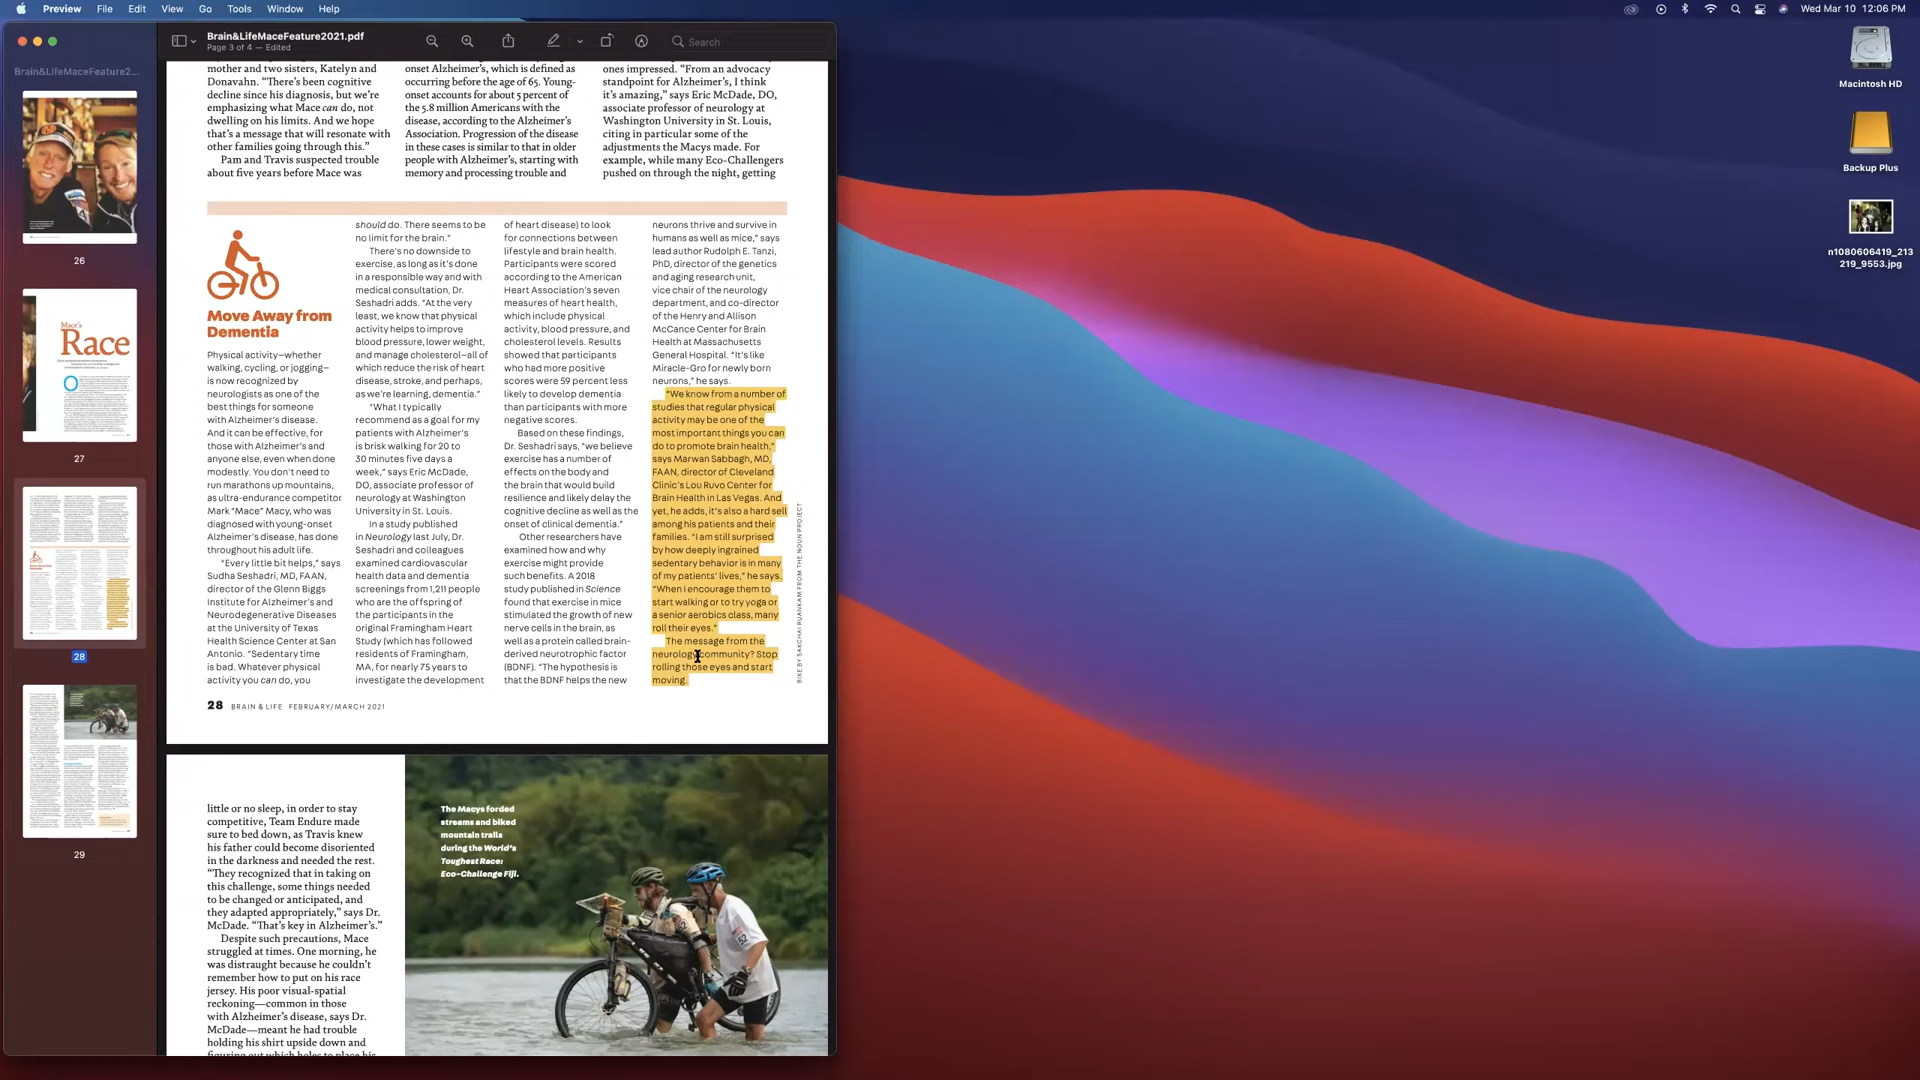 Preview File Edit View Go Tools Window Help
Wed Mar 10 12:06 PM
Brain&LifeMaceFeature2...
26
Mace's
Race
27
28
29
Brain&LifeMaceFeature2021.pdf
Page 3 of 4 — Edited
Search
mother and two sisters, Katelyn and
Donavahn. “There’s been cognitive
decline since his diagnosis, but we’re
emphasizing what Mace can do, not
dwelling on his limits. And we hope
that’s a message that will resonate with
other families going through this.”
Pam and Travis suspected trouble
about five years before Mace was
onset Alzheimer’s, which is defined as
occurring before the age of 65. Young-
onset accounts for about 5 percent of
the 5.8 million Americans with the
disease, according to the Alzheimer’s
Association. Progression of the disease
in these cases is similar to that in older
people with Alzheimer’s, starting with
memory and processing trouble and
ones impressed. “From an advocacy
standpoint for Alzheimer’s, I think
it’s amazing,” says Eric McDade, DO,
associate professor of neurology at
Washington University in St. Louis,
citing in particular some of the
adjustments the Macys made. For
example, while many Eco-Challengers
pushed on through the night, getting
Move Away from
Dementia
Physical activity—whether
walking, cycling, or jogging—
is now recognized by
neurologists as one of the
best things for someone
with Alzheimer’s disease.
And it can be effective, for
those with Alzheimer’s and
anyone else, even when done
modestly. You don’t need to
run marathons up mountains,
as ultra-endurance competitor
Mark “Mace” Macy, who was
diagnosed with young-onset
Alzheimer’s disease, has done
throughout his adult life.
“Every little bit helps,” says
Sudha Seshadri, MD, FAAN,
director of the Glenn Biggs
Institute for Alzheimer’s and
Neurodegenerative Diseases
at the University of Texas
Health Science Center at San
Antonio. “Sedentary time
is bad. Whatever physical
activity you can do, you
should do. There seems to be
no limit for the brain.”
There’s no downside to
exercise, as long as it’s done
in a responsible way and with
medical consultation, Dr.
Seshadri adds. “At the very
least, we know that physical
activity helps to improve
blood pressure, lower weight,
and manage cholesterol—all of
which reduce the risk of heart
disease, stroke, and perhaps,
as we’re learning, dementia.”
“What I typically
recommend as a goal for my
patients with Alzheimer’s
is brisk walking for 20 to
30 minutes five days a
week,” says Eric McDade,
DO, associate professor of
neurology at Washington
University in St. Louis.
In a study published
in Neurology last July, Dr.
Seshadri and colleagues
examined cardiovascular
health data and dementia
screenings from 1,211 people
who are the offspring of
the participants in the
original Framingham Heart
Study (which has followed
residents of Framingham,
MA, for nearly 75 years to
investigate the development
of heart disease) to look
for connections between
lifestyle and brain health.
Participants were scored
according to the American
Heart Association’s seven
measures of heart health,
which include physical
activity, blood pressure, and
cholesterol levels. Results
showed that participants
who had more positive
scores were 59 percent less
likely to develop dementia
than participants with more
negative scores.
Based on these findings,
Dr. Seshadri says, “we believe
exercise has a number of
effects on the body and
the brain that would build
resilience and likely delay the
cognitive decline as well as the
onset of clinical dementia.”
Other researchers have
examined how and why
exercise might provide
such benefits. A 2018
study published in Science
found that exercise in mice
stimulated the growth of new
nerve cells in the brain, as
well as a protein called brain-
derived neurotrophic factor
(BDNF). “The hypothesis is
that the BDNF helps the new
neurons thrive and survive in
humans as well as mice,” says
lead author Rudolph E. Tanzi,
PhD, director of the genetics
and aging research unit,
vice chair of the neurology
department, and co-director
of the Henry and Allison
McCance Center for Brain
Health at Massachusetts
General Hospital. “It’s like
Miracle-Gro for newly born
neurons,” he says.
“We know from a number of
studies that regular physical
activity may be one of the
most important things you can
do to promote brain health,”
says Marwan Sabbagh, MD,
FAAN, director of Cleveland
Clinic’s Lou Ruvo Center for
Brain Health in Las Vegas. And
yet, he adds, it’s also a hard sell
among his patients and their
families. “I am still surprised
by how deeply ingrained
sedentary behavior is in many
of my patients’ lives,” he says.
“When I encourage them to
start walking or to try yoga or
a senior aerobics class, many
roll their eyes.”
The message from the
neurology community? Stop
rolling those eyes and start
moving.
BIKE BY SAKCHAI RUANKAM FROM THE NOUN PROJECT
28 BRAIN & LIFE FEBRUARY/MARCH 2021
little or no sleep, in order to stay
competitive, Team Endure made
sure to bed down, as Travis knew
his father could become disoriented
in the darkness and needed the rest.
“They recognized that in taking on
this challenge, some things needed
to be changed or anticipated, and
they adapted appropriately,” says Dr.
McDade. “That’s key in Alzheimer’s.”
Despite such precautions, Mace
struggled at times. One morning, he
was distraught because he couldn’t
remember how to put on his race
jersey. His poor visual-spatial
reckoning—common in those
with Alzheimer’s disease, says Dr.
McDade—meant he had trouble
holding his shirt upside down and
figuring out which holes to place his
The Macys forded
streams and biked
mountain trails
during the World’s
Toughest Race:
Eco-Challenge Fiji.
52
Macintosh HD
Backup Plus
n1080606419_213
219_9553.jpg